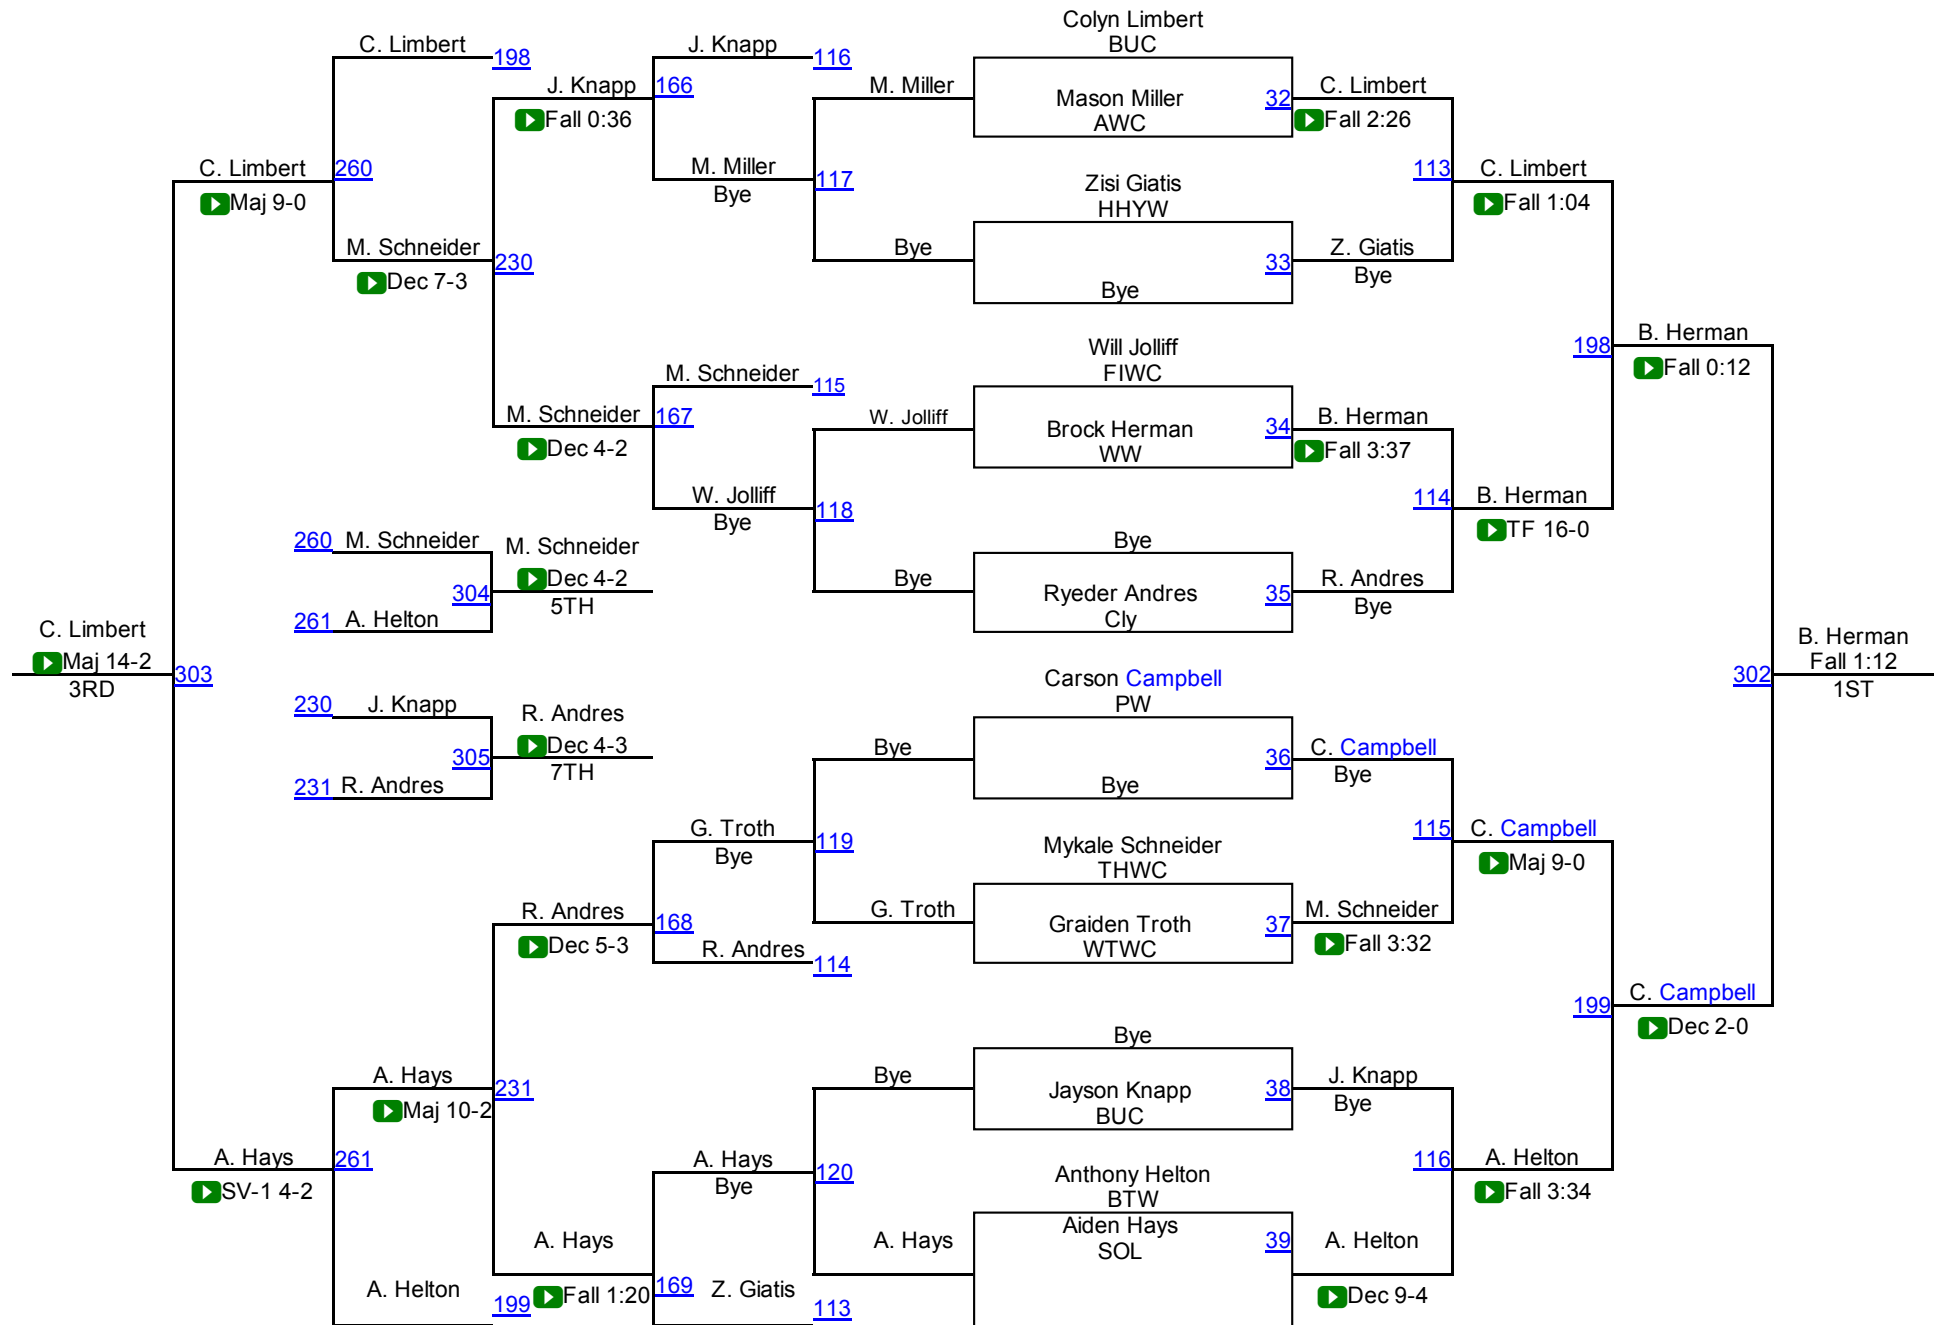 Colyn Limbert
BUC
C. Limbert
198
J. Knapp
116
J. Knapp
166
M. Miller
Mason Miller
AWC
32
C. Limbert
Fall 0:36
Fall 2:26
C. Limbert
260
M. Miller
Bye
117
113
C. Limbert
Maj 9-0
Zisi Giatis
HHYW
Fall 1:04
M. Schneider
230
Bye
33
Z. Giatis
Dec 7-3
Bye
Bye
Will Jolliff
FIWC
198
B. Herman
Fall 0:12
M. Schneider
115
M. Schneider
167
W. Jolliff
Brock Herman
WW
34
B. Herman
Dec 4-2
Fall 3:37
W. Jolliff
Bye
118
114
B. Herman
TF 16-0
260
M. Schneider
M. Schneider
Dec 4-2
5TH
304
261
A. Helton
Bye
Bye
Ryeder Andres
Cly
35
R. Andres
Bye
C. Limbert
Maj 14-2
3RD
303
Carson Campbell
PW
302
B. Herman
Fall 1:12
1ST
230
J. Knapp
R. Andres
Dec 4-3
7TH
305
231
R. Andres
Bye
Bye
36
C. Campbell
Bye
G. Troth
Bye
119
Mykale Schneider
THWC
115
C. Campbell
Maj 9-0
R. Andres
168
Dec 5-3
R. Andres
114
G. Troth
Graiden Troth
WTWC
37
M. Schneider
Fall 3:32
199
C. Campbell
Dec 2-0
Bye
A. Hays
231
Maj 10-2
Bye
Jayson Knapp
BUC
38
J. Knapp
Bye
A. Hays
261
SV-1 4-2
A. Hays
Bye
120
Anthony Helton
BTW
116
A. Helton
Fall 3:34
A. Hays
A. Hays
Aiden Hays
SOL
39
A. Helton
A. Helton
199
Fall 1:20
169
Z. Giatis
113
Dec 9-4